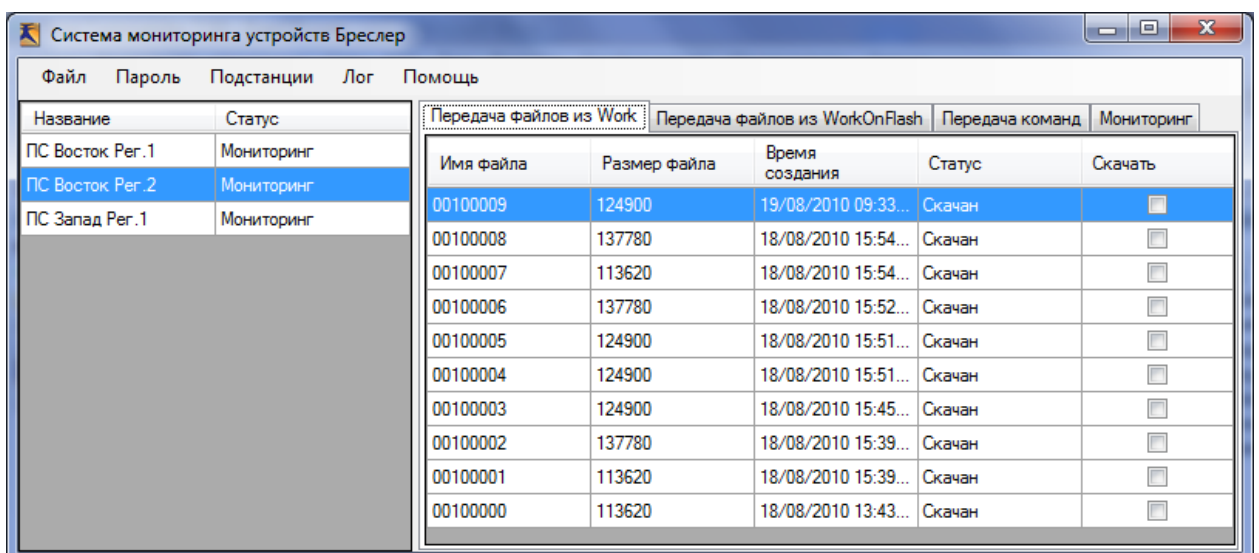 Система мониторинга устройств Бреслер
Файл Пароль Подстанции Лог Помощь
Название Статус
ПС Восток Рег.1 Мониторинг
ПС Восток Рег.2 Мониторинг
ПС Запад Рег.1 Мониторинг
Передача файлов из Work Передача файлов из WorkOnFlash Передача команд Мониторинг
Имя файла Размер файла Время создания Статус Скачать
00100009 124900 19/08/2010 09:33... Скачан
00100008 137780 18/08/2010 15:54... Скачан
00100007 113620 18/08/2010 15:54... Скачан
00100006 137780 18/08/2010 15:52... Скачан
00100005 124900 18/08/2010 15:51... Скачан
00100004 124900 18/08/2010 15:51... Скачан
00100003 124900 18/08/2010 15:45... Скачан
00100002 137780 18/08/2010 15:39... Скачан
00100001 113620 18/08/2010 15:39... Скачан
00100000 113620 18/08/2010 13:43... Скачан